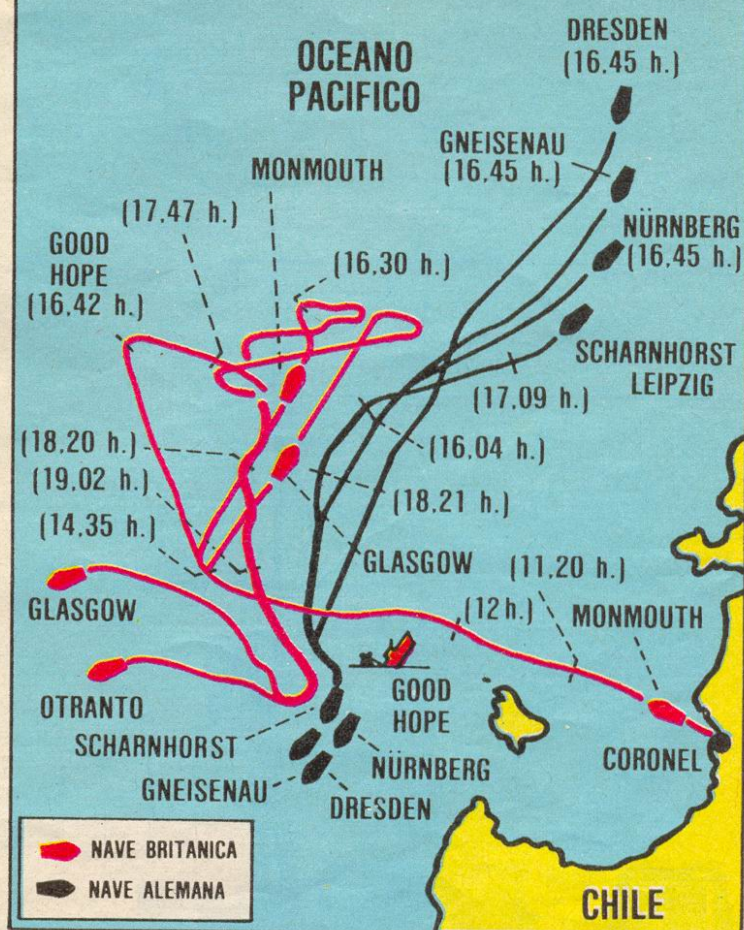 OCEANO
PACIFICO
DRESDEN
(16,45 h.)
GNEISENAU
(16,45 h.)
MONMOUTH
(17,47 h.)
NÜRNBERG
(16,45 h.)
GOOD
HOPE
(16,42 h.)
(16,30 h.)
SCHARNHORST
LEIPZIG
(17,09 h.)
(18,20 h.)
(16,04 h.)
(19,02 h.)
(18,21 h.)
(14,35 h.)
GLASGOW
(11,20 h.)
GLASGOW
(12 h.)
MONMOUTH
OTRANTO
GOOD
HOPE
SCHARNHORST
NÜRNBERG
CORONEL
GNEISENAU
DRESDEN
NAVE BRITANICA
NAVE ALEMANA
CHILE